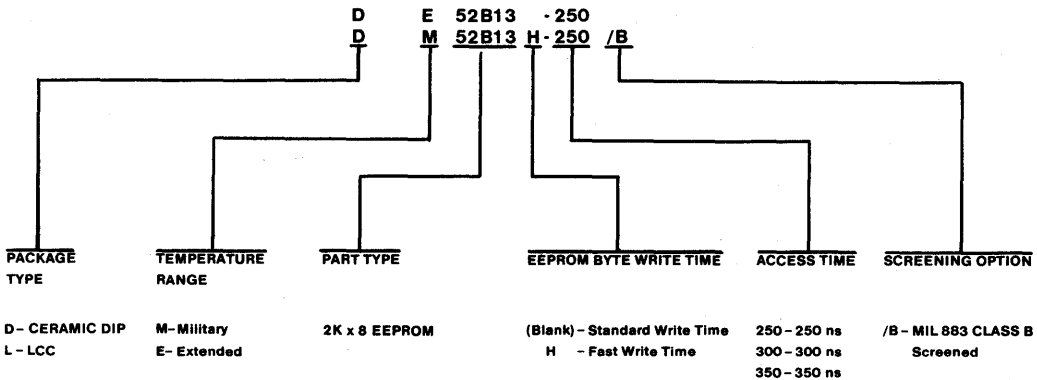 D E 52B13 -250
D M 52B13 H-250 /B
PACKAGE TYPE
TEMPERATURE RANGE
PART TYPE
EEPROM BYTE WRITE TIME
ACCESS TIME
SCREENING OPTION
D- CERAMIC DIP
L - LCC
M-Military
E- Extended
2K x 8 EEPROM
(Blank) - Standard Write Time
H - Fast Write Time
250 - 250 ns
300 - 300 ns
350 - 350 ns
/B - MIL 883 CLASS B
Screened